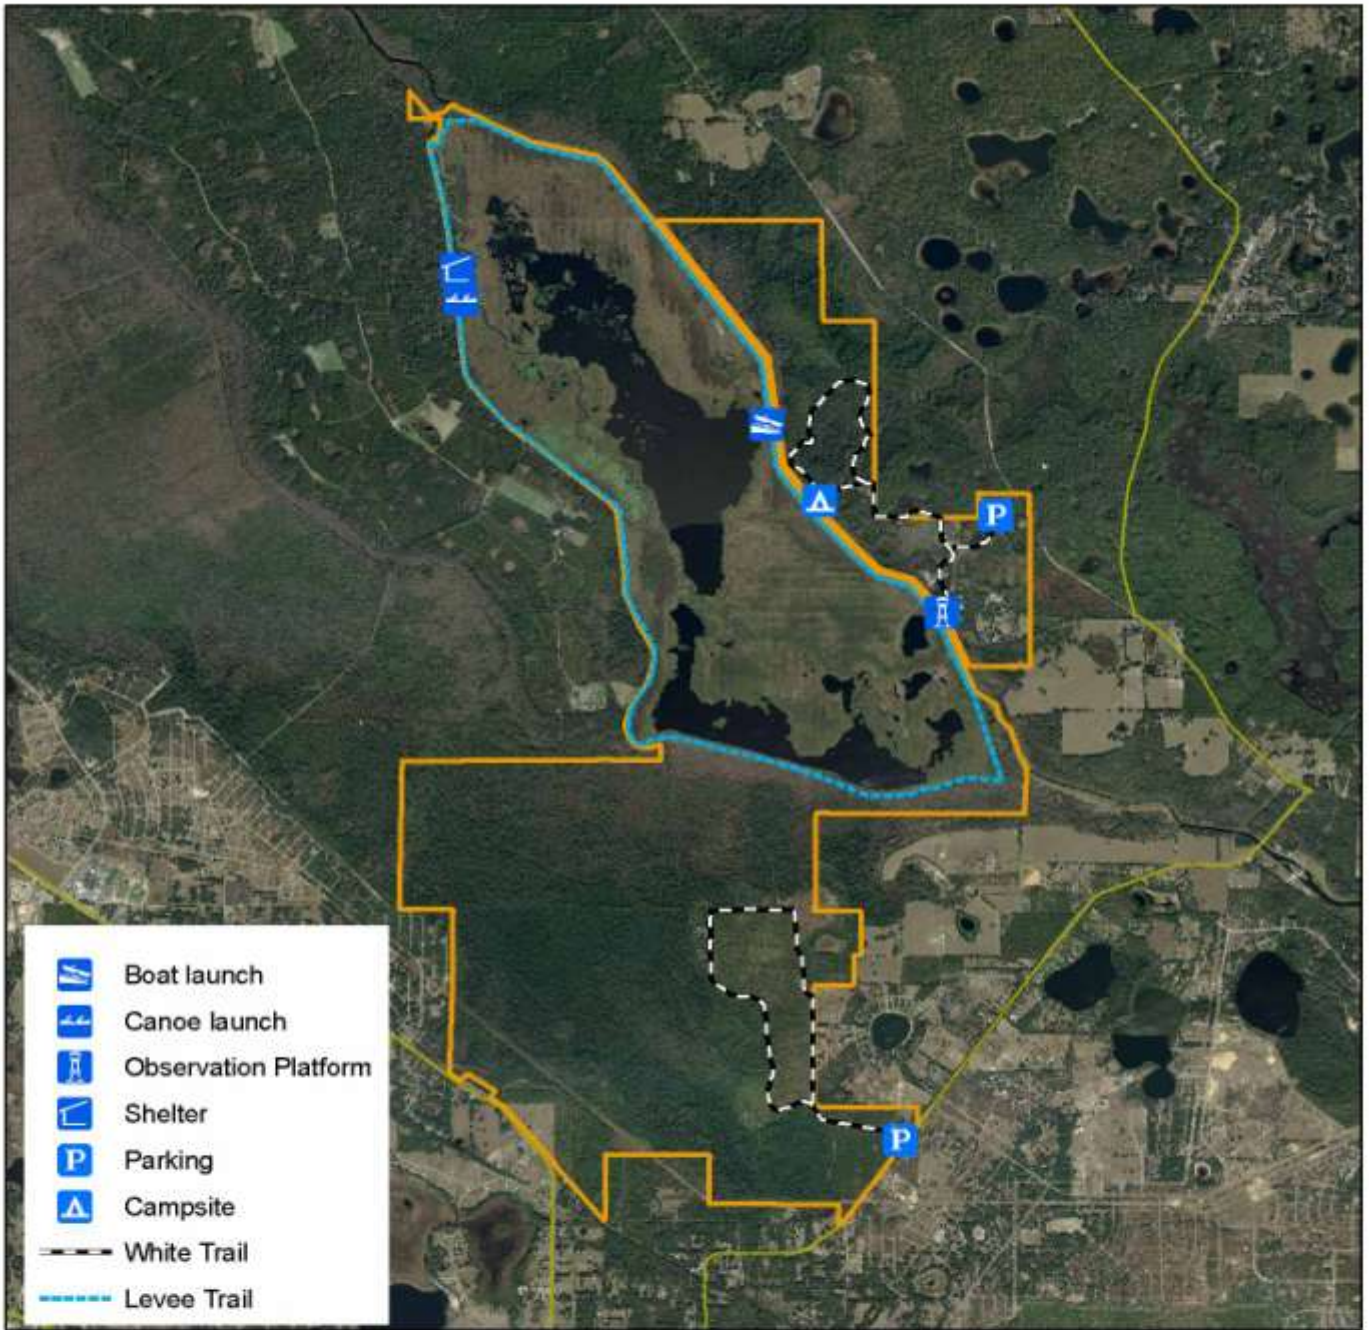 P
Boat launch
Canoe launch
Observation Platform
Shelter
P Parking
Campsite
White Trail
Levee Trail
P